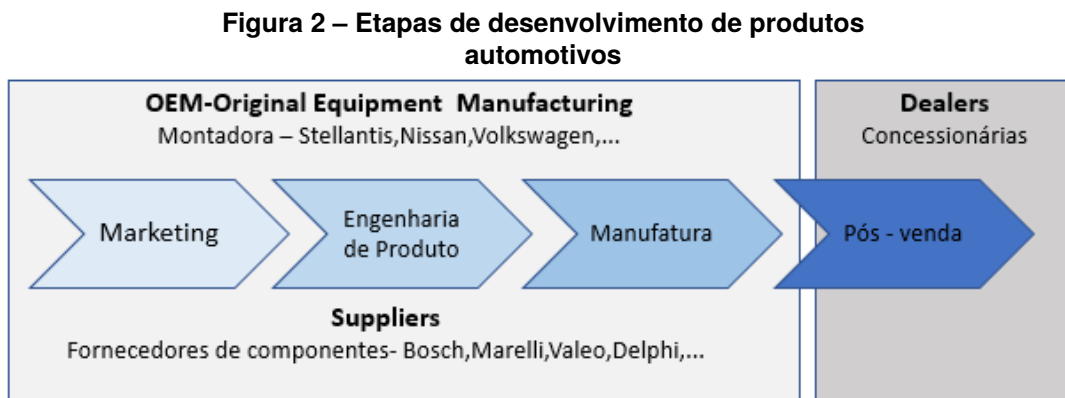 Figura 2 – Etapas de desenvolvimento de produtos
automotivos
OEM-Original Equipment Manufacturing
Montadora – Stellantis,Nissan,Volkswagen,...
Dealers
Concessionárias
Marketing
Engenharia
de Produto
Manufatura
Pós - venda
Suppliers
Fornecedores de componentes- Bosch,Marelli,Valeo,Delphi,...